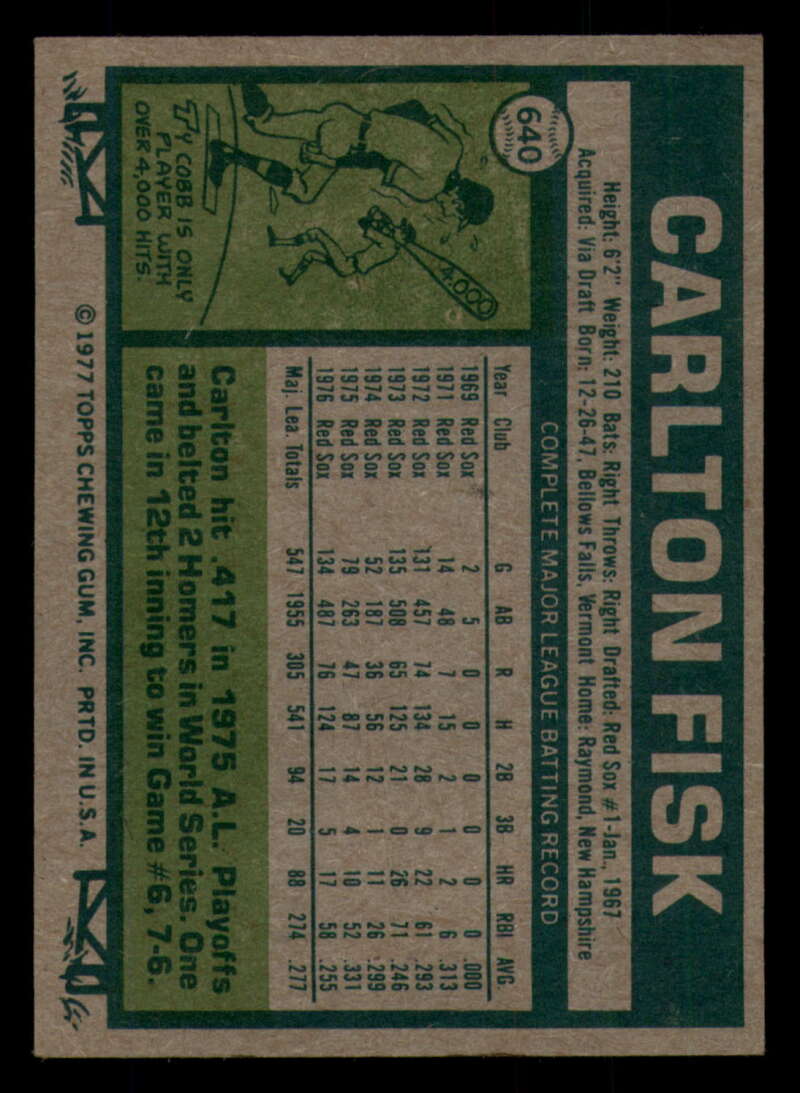 640
CARLTON FISK
Height: 6'2" Weight: 210 Bats: Right Throws: Right Drafted: Red Sox #1-Jan., 1967
Acquired: Via Draft Born: 12-26-47, Bellows Falls, Vermont Home: Raymond, New Hampshire
COMPLETE MAJOR LEAGUE BATTING RECORD
Year Club G AB R H 2B 3B HR RBI AVG.
1969 Red Sox 2 5 0 0 0 0 0 0 .000
1971 Red Sox 14 48 7 15 2 1 2 6 .313
1972 Red Sox 131 457 74 134 28 9 22 61 .293
1973 Red Sox 135 508 65 125 21 0 26 71 .246
1974 Red Sox 52 187 36 56 12 1 11 26 .299
1975 Red Sox 79 263 47 87 14 4 10 52 .331
1976 Red Sox 134 487 76 124 17 5 17 58 .255
Maj. Lea. Totals 547 1955 305 541 94 20 88 274 .277
4,000
TY COBB IS ONLY
PLAYER WITH
OVER 4,000 HITS.
Carlton hit .417 in 1975 A.L. Playoffs
and belted 2 Homers in World Series. One
came in 12th inning to win Game #6, 7-6.
© 1977 TOPPS CHEWING GUM, INC. PRTD. IN U.S.A.